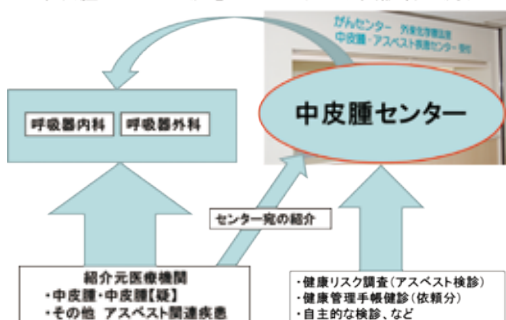 がんセンター 外来化学療法室
中皮腫・アスベスト疾患センター 受付
中皮腫センター
呼吸器内科 呼吸器外科
センター宛の紹介
紹介元医療機関
・中皮腫・中皮腫【疑】
・その他 アスベスト関連疾患
・健康リスク調査(アスベスト検診)
・健康管理手帳健診(依頼分)
・自主的な検診、など